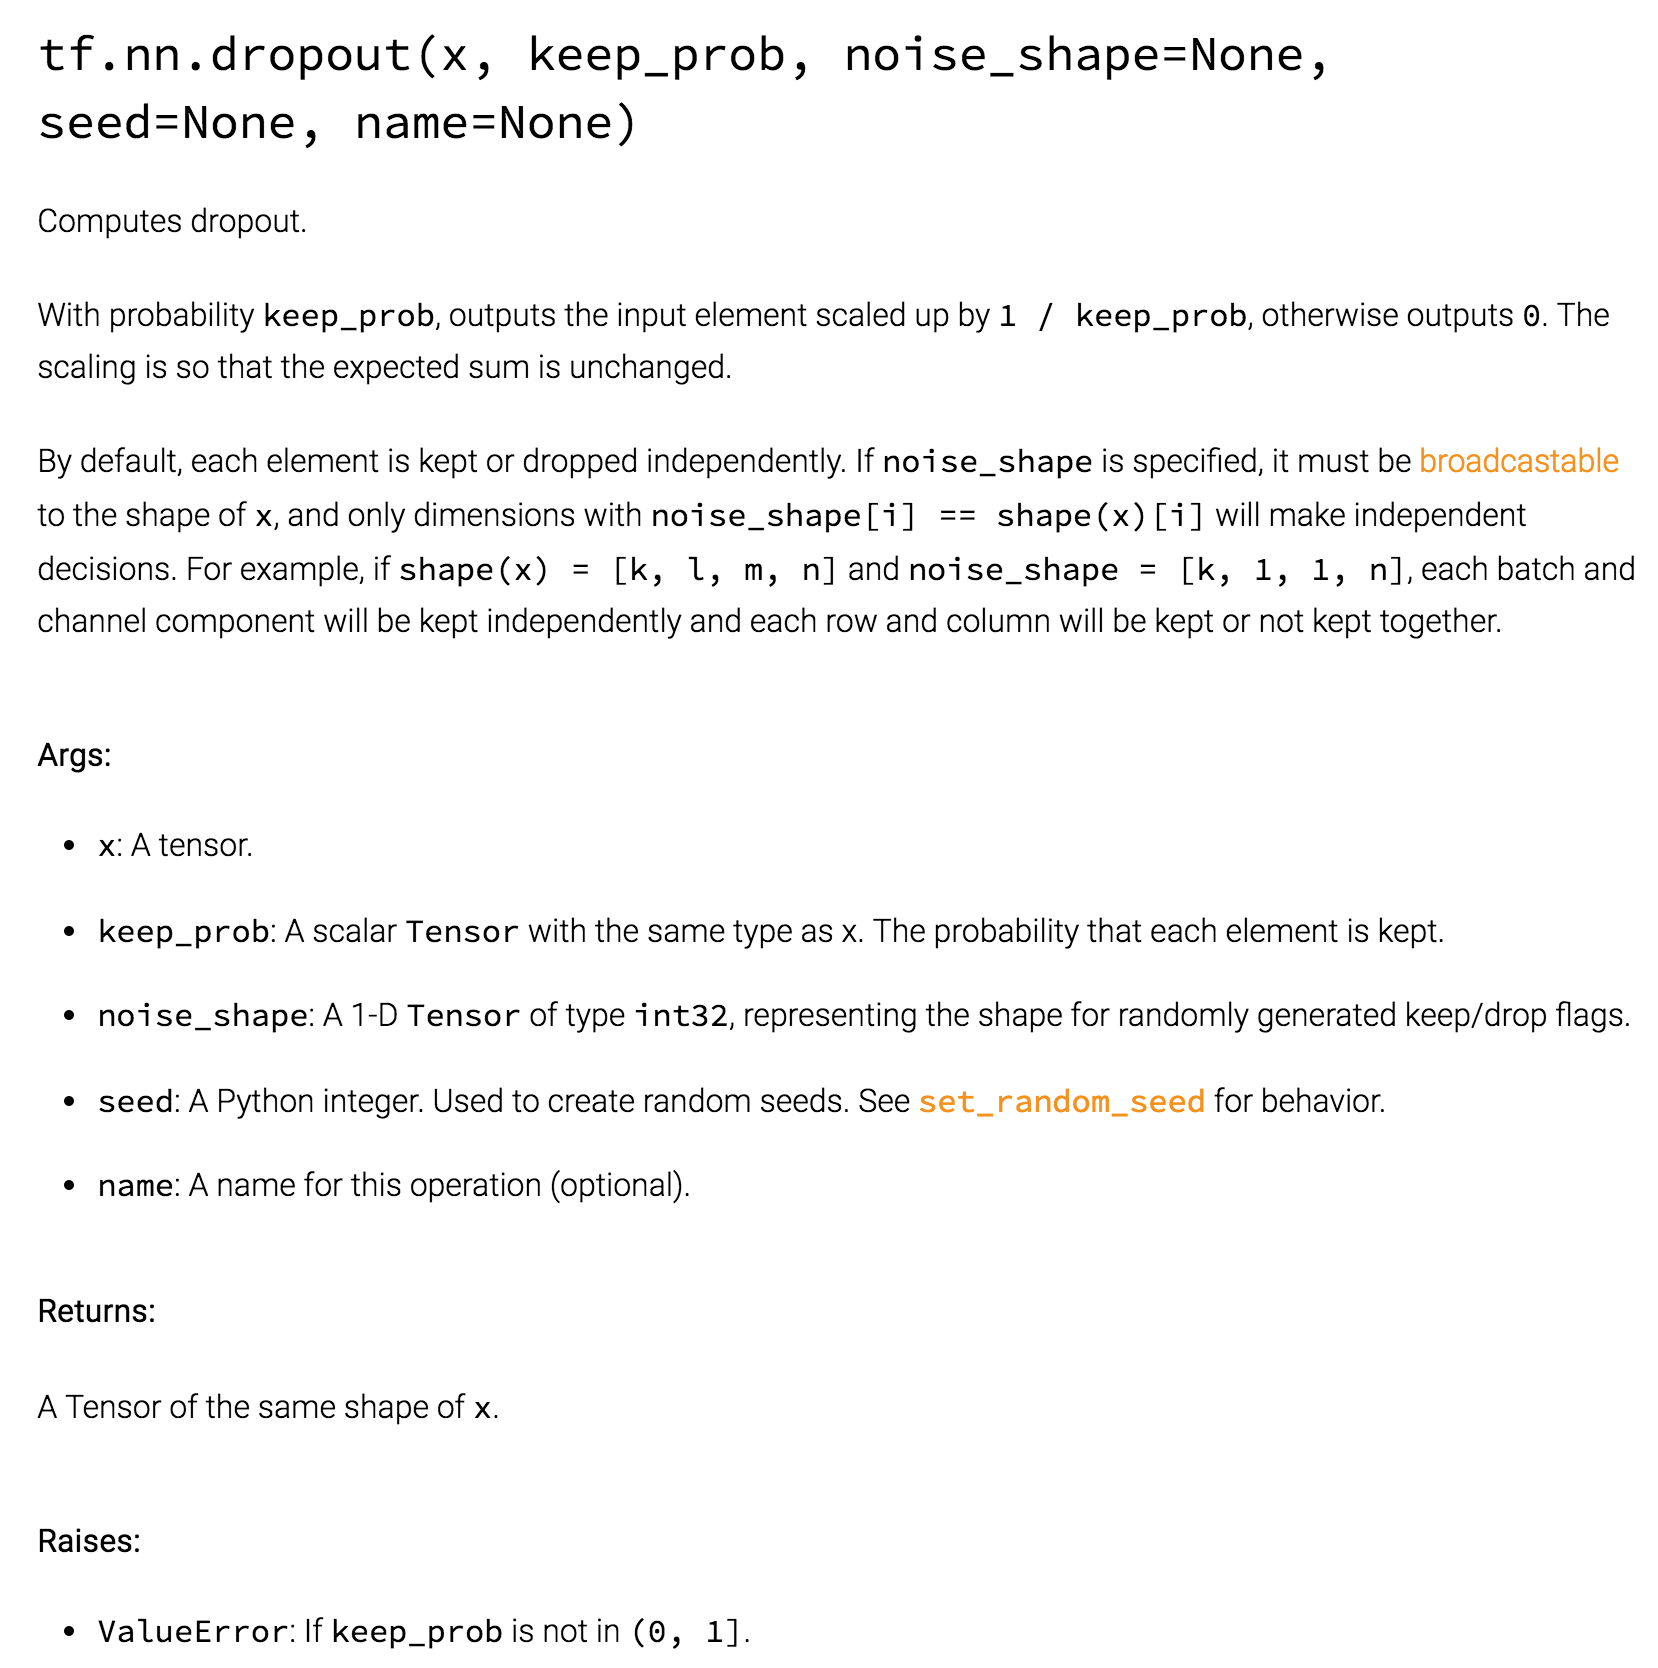 tf.nn.dropout(x, keep_prob, noise_shape=None,
seed=None, name=None)
Computes dropout.
With probability keep_prob, outputs the input element scaled up by 1 / keep_prob, otherwise outputs 0. The
scaling is so that the expected sum is unchanged.
By default, each element is kept or dropped independently. If noise_shape is specified, it must be broadcastable
to the shape of x, and only dimensions with noise_shape[i] == shape(x)[i] will make independent
decisions. For example, if shape(x) = [k, l, m, n] and noise_shape = [k, 1, 1, n], each batch and
channel component will be kept independently and each row and column will be kept or not kept together.
Args:
• x: A tensor.
• keep_prob: A scalar Tensor with the same type as x. The probability that each element is kept.
• noise_shape: A 1-D Tensor of type int32, representing the shape for randomly generated keep/drop flags.
• seed: A Python integer. Used to create random seeds. See set_random_seed for behavior.
• name: A name for this operation (optional).
Returns:
A Tensor of the same shape of x.
Raises:
• ValueError: If keep_prob is not in (0, 1].